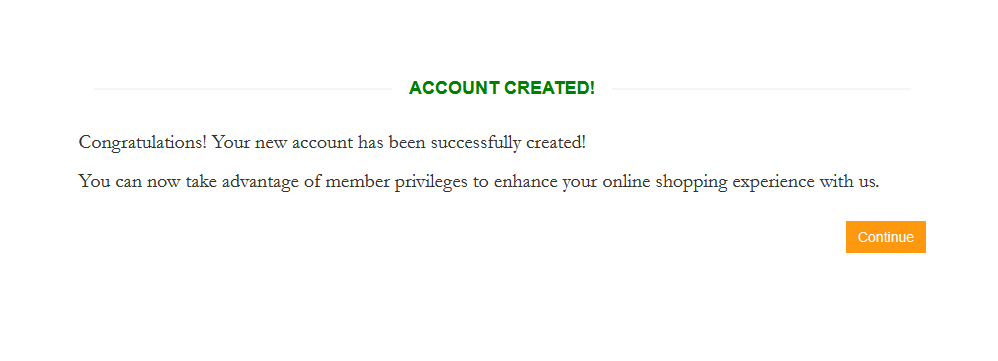 ACCOUNT CREATED!
Congratulations! Your new account has been successfully created!
You can now take advantage of member privileges to enhance your online shopping experience with us.
Continue